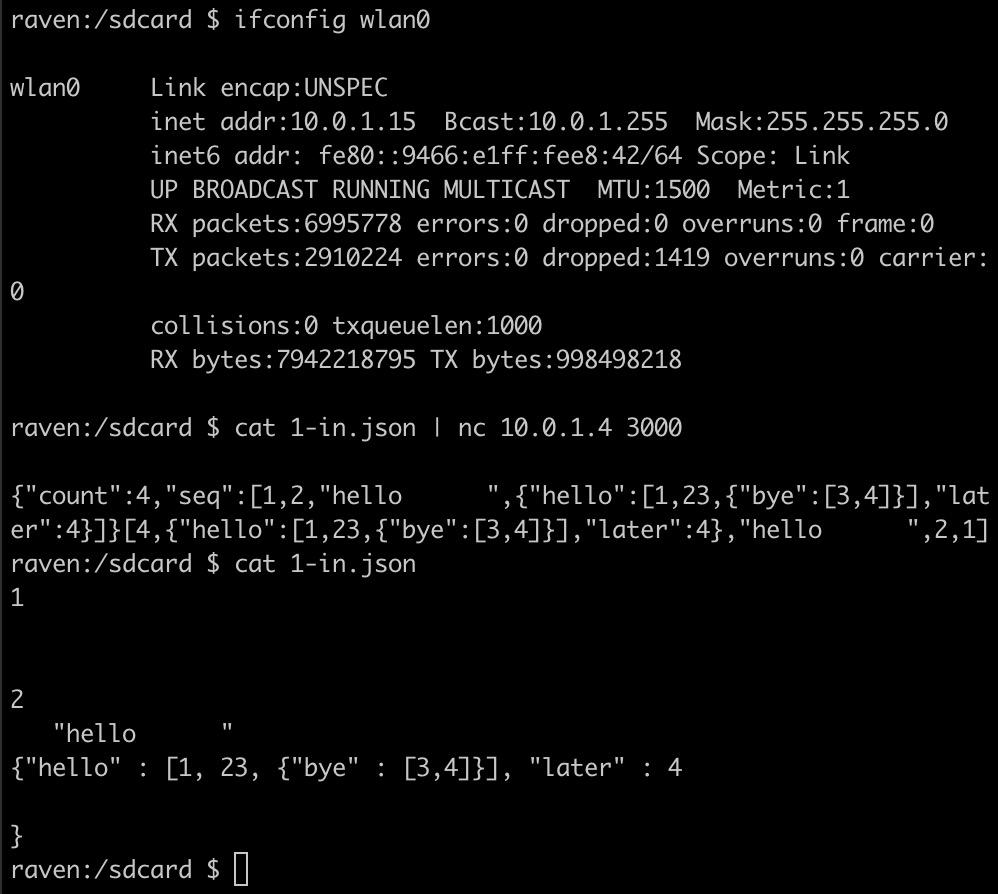 raven:/sdcard $ ifconfig wlan0
wlan0     Link encap:UNSPEC
          inet addr:10.0.1.15  Bcast:10.0.1.255  Mask:255.255.255.0
          inet6 addr: fe80::9466:e1ff:fee8:42/64 Scope: Link
          UP BROADCAST RUNNING MULTICAST  MTU:1500  Metric:1
          RX packets:6995778 errors:0 dropped:0 overruns:0 frame:0
          TX packets:2910224 errors:0 dropped:1419 overruns:0 carrier:
0
          collisions:0 txqueuelen:1000
          RX bytes:7942218795 TX bytes:998498218
raven:/sdcard $ cat 1-in.json | nc 10.0.1.4 3000
{"count":4,"seq":[1,2,"hello      ",{"hello":[1,23,{"bye":[3,4]}],"lat
er":4}]}[4,{"hello":[1,23,{"bye":[3,4]}],"later":4},"hello      ",2,1]
raven:/sdcard $ cat 1-in.json
1
2
   "hello      "
{"hello" : [1, 23, {"bye" : [3,4]}], "later" : 4
}
raven:/sdcard $